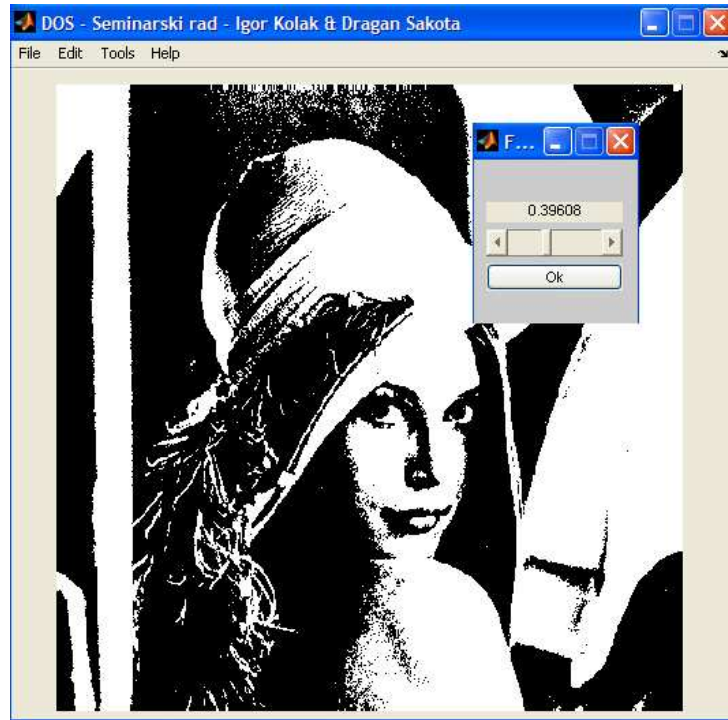 DOS - Seminarski rad - Igor Kolak & Dragan Sakota
File Edit Tools Help
F...
0.39608
Ok